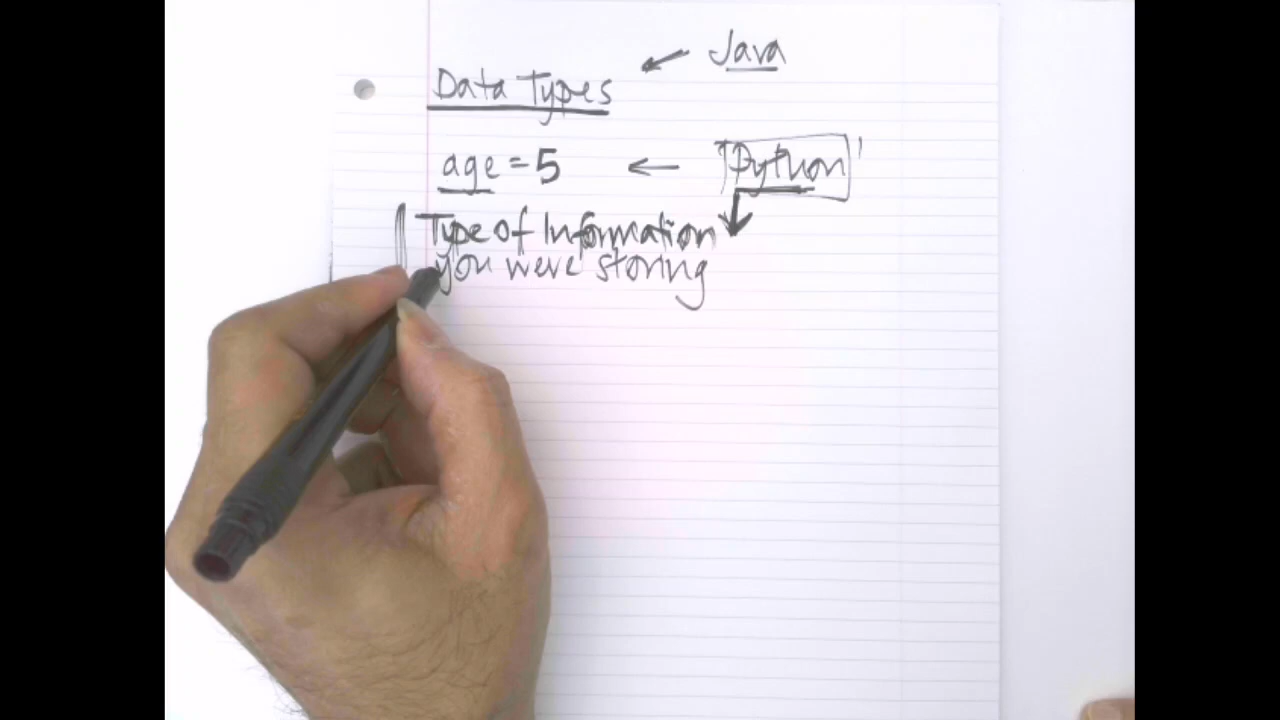 Java
Data Types
age = 5 ← 'Python'
Type of Information
you were storing